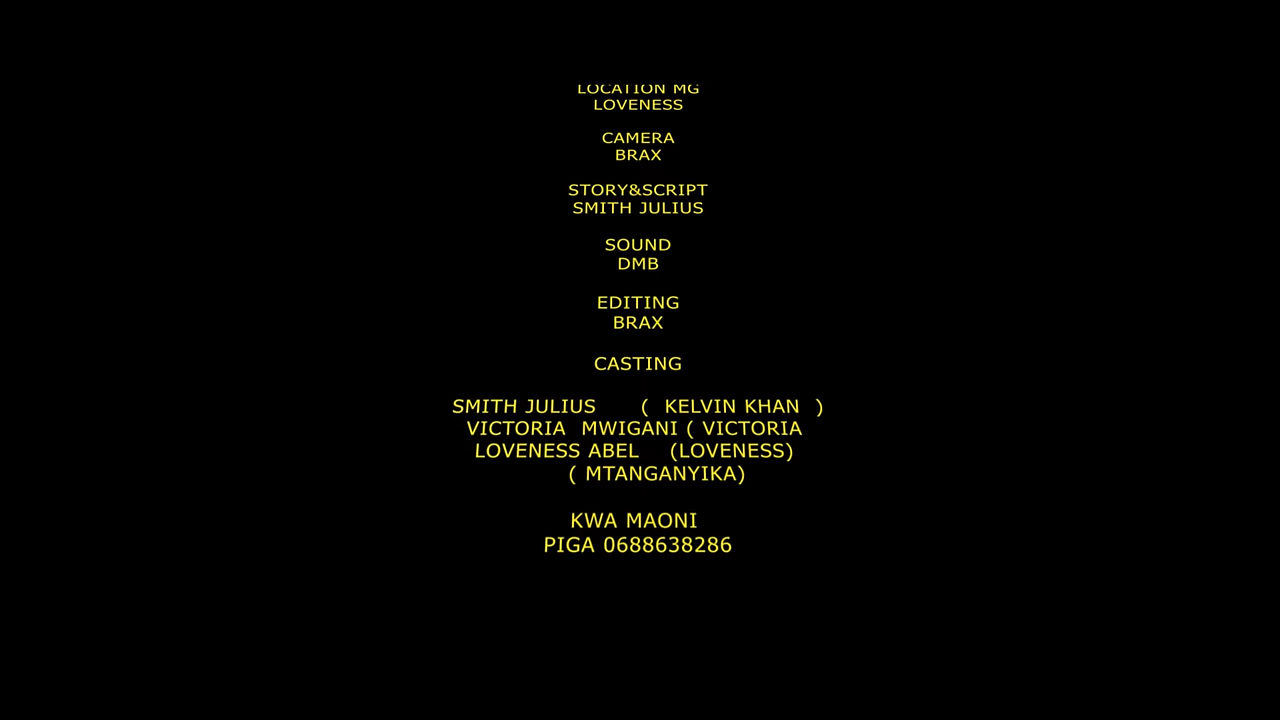 LOCATION MG
LOVENESS
CAMERA
BRAX
STORY&SCRIPT
SMITH JULIUS
SOUND
DMB
EDITING
BRAX
CASTING
SMITH JULIUS ( KELVIN KHAN )
VICTORIA MWIGANI ( VICTORIA
LOVENESS ABEL (LOVENESS)
( MTANGANYIKA)
KWA MAONI
PIGA 0688638286